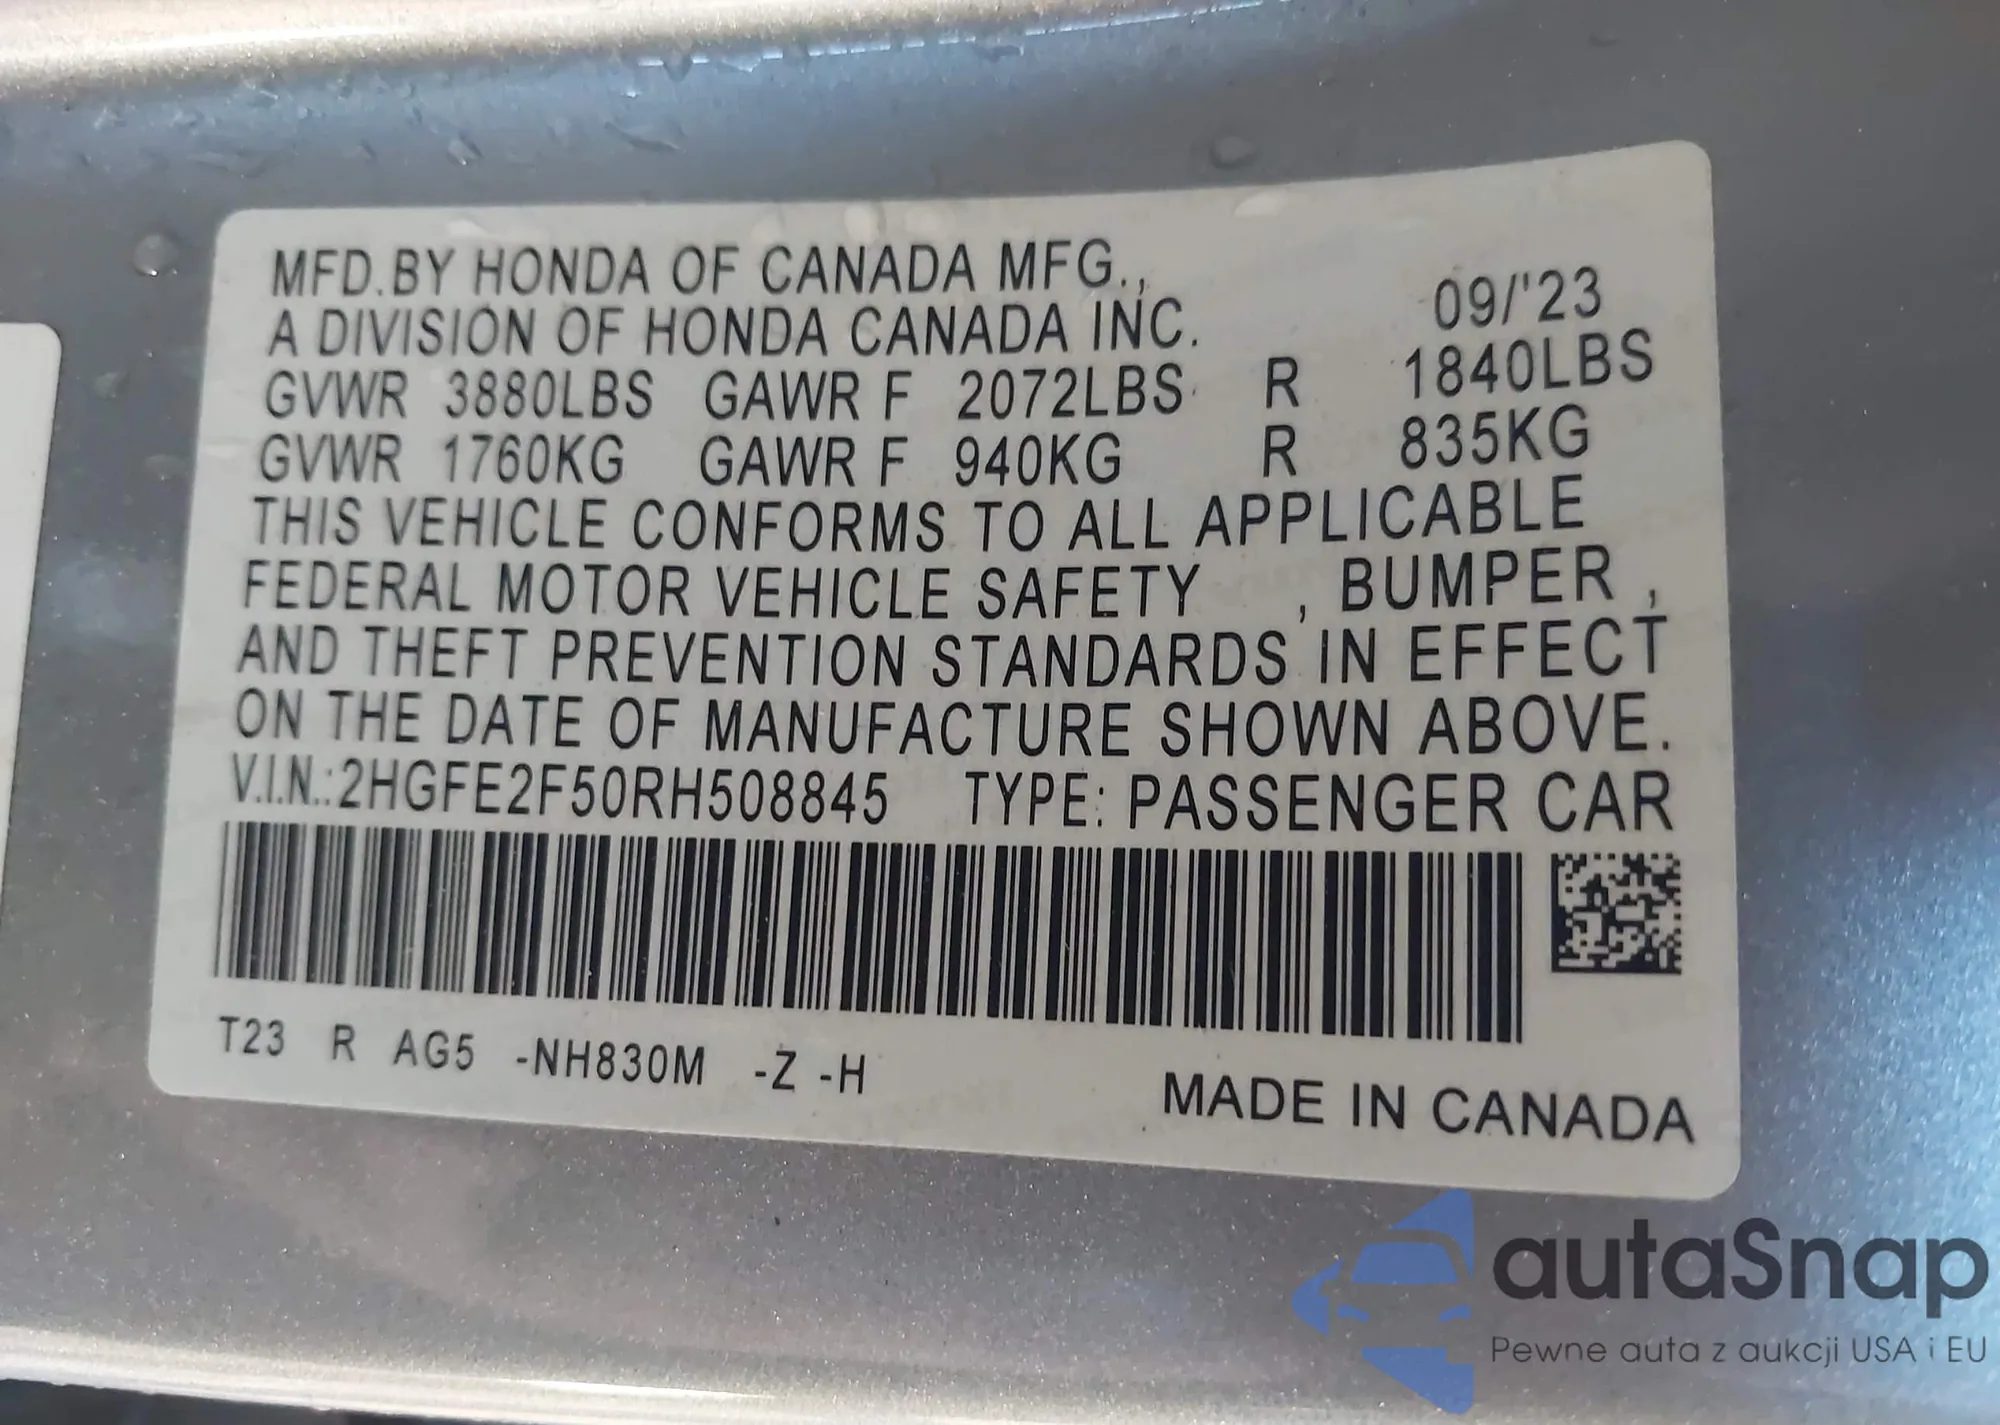 MFD.BY HONDA OF CANADA MFG.,
A DIVISION OF HONDA CANADA INC. 09/'23
GVWR 3880LBS GAWR F 2072LBS R 1840LBS
GVWR 1760KG GAWR F 940KG R 835KG
THIS VEHICLE CONFORMS TO ALL APPLICABLE
FEDERAL MOTOR VEHICLE SAFETY , BUMPER ,
AND THEFT PREVENTION STANDARDS IN EFFECT
ON THE DATE OF MANUFACTURE SHOWN ABOVE.
V.I.N.:2HGFE2F50RH508845 TYPE: PASSENGER CAR
T23 R AG5 -NH830M -Z -H
MADE IN CANADA
autaSnap
Pewne auta z aukcji USA i EU